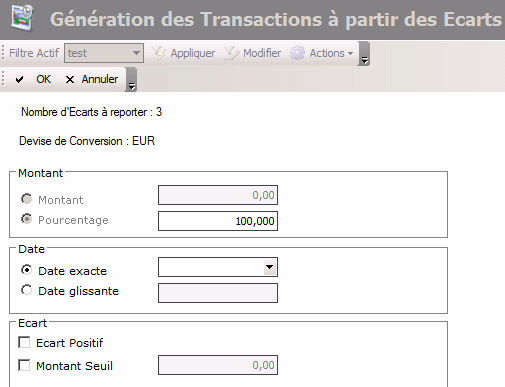 Génération des Transactions à partir des Ecarts
Filtre Actif test Appliquer Modifier Actions
OK Annuler
Nombre d'Ecarts à reporter : 3
Devise de Conversion : EUR
Montant
Montant 0,00
Pourcentage 100,000
Date
Date exacte
Date glissante
Ecart
Ecart Positif
Montant Seuil 0,00